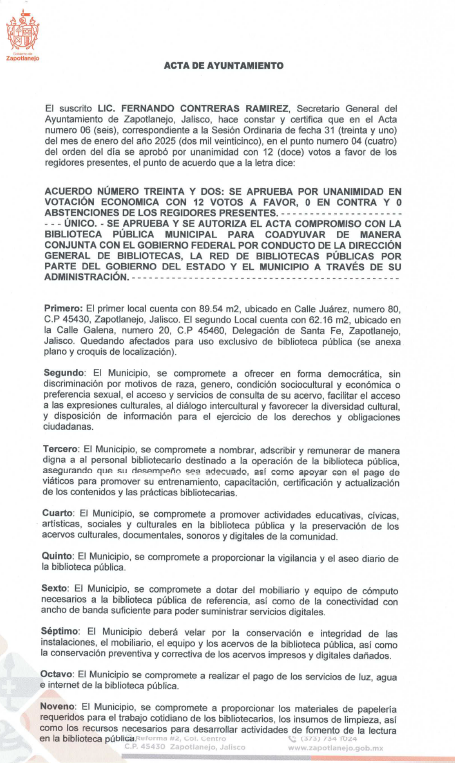 Gobierno de
Zapotlanejo
ACTA DE AYUNTAMIENTO
El suscrito LIC. FERNANDO CONTRERAS RAMIREZ, Secretario General del
Ayuntamiento de Zapotlanejo, Jalisco, hace constar y certifica que en el Acta
numero 06 (seis), correspondiente a la Sesión Ordinaria de fecha 31 (treinta y uno)
del mes de enero del año 2025 (dos mil veinticinco), en el punto numero 04 (cuatro)
del orden del día se aprobó por unanimidad con 12 (doce) votos a favor de los
regidores presentes, el punto de acuerdo que a la letra dice:
ACUERDO NÚMERO TREINTA Y DOS: SE APRUEBA POR UNANIMIDAD EN
VOTACIÓN ECONOMICA CON 12 VOTOS A FAVOR, 0 EN CONTRA Y 0
ABSTENCIONES DE LOS REGIDORES PRESENTES. - - - - - - - - - - - - - - - - - - - -
- - - ÚNICO. - SE APRUEBA Y SE AUTORIZA EL ACTA COMPROMISO CON LA
BIBLIOTECA PÚBLICA MUNICIPAL PARA COADYUVAR DE MANERA
CONJUNTA CON EL GOBIERNO FEDERAL POR CONDUCTO DE LA DIRECCIÓN
GENERAL DE BIBLIOTECAS, LA RED DE BIBLIOTECAS PÚBLICAS POR
PARTE DEL GOBIERNO DEL ESTADO Y EL MUNICIPIO A TRAVÉS DE SU
ADMINISTRACIÓN. - - - - - - - - - - - - - - - - - - - - - - - - - - - - - - - - - - - - - - - - - - - -
Primero: El primer local cuenta con 89.54 m2, ubicado en Calle Juárez, numero 80,
C.P 45430, Zapotlanejo, Jalisco. El segundo Local cuenta con 62.16 m2, ubicado en
la Calle Galena, numero 20, C.P 45460, Delegación de Santa Fe, Zapotlanejo,
Jalisco. Quedando afectados para uso exclusivo de biblioteca pública (se anexa
plano y croquis de localización).
Segundo: El Municipio, se compromete a ofrecer en forma democrática, sin
discriminación por motivos de raza, genero, condición sociocultural y económica o
preferencia sexual, el acceso y servicios de consulta de su acervo, facilitar el acceso
a las expresiones culturales, al diálogo intercultural y favorecer la diversidad cultural,
y disposición de información para el ejercicio de los derechos y obligaciones
ciudadanas.
Tercero: El Municipio, se compromete a nombrar, adscribir y remunerar de manera
digna a al personal bibliotecario destinado a la operación de la biblioteca pública,
asegurando que su desempeño sea adecuado, así como apoyar con el pago de
viáticos para promover su entrenamiento, capacitación, certificación y actualización
de los contenidos y las prácticas bibliotecarias.
Cuarto: El Municipio, se compromete a promover actividades educativas, cívicas,
artísticas, sociales y culturales en la biblioteca pública y la preservación de los
acervos culturales, documentales, sonoros y digitales de la comunidad.
Quinto: El Municipio, se compromete a proporcionar la vigilancia y el aseo diario de
la biblioteca pública.
Sexto: El Municipio, se compromete a dotar del mobiliario y equipo de cómputo
necesarios a la biblioteca pública de referencia, así como de la conectividad con
ancho de banda suficiente para poder suministrar servicios digitales.
Séptimo: El Municipio deberá velar por la conservación e integridad de las
instalaciones, el mobiliario, el equipo y los acervos de la biblioteca pública, así como
la conservación preventiva y correctiva de los acervos impresos y digitales dañados.
Octavo: El Municipio, se compromete a realizar el pago de los servicios de luz, agua
e internet de la biblioteca pública.
Noveno: El Municipio, se compromete a proporcionar los materiales de papelería
requeridos para el trabajo cotidiano de los bibliotecarios, los insumos de limpieza, así
como los recursos necesarios para desarrollar actividades de fomento de la lectura
en la biblioteca pública.
Reforma #2, Col. Centro (373) 734 1024
C.P. 45430 Zapotlanejo, Jalisco www.zapotlanejo.gob.mx